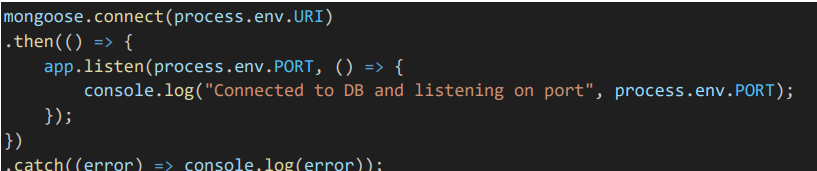 mongoose.connect(process.env.URI)
.then(() => {
    app.listen(process.env.PORT, () => {
        console.log("Connected to DB and listening on port", process.env.PORT);
    });
})
.catch((error) => console.log(error));